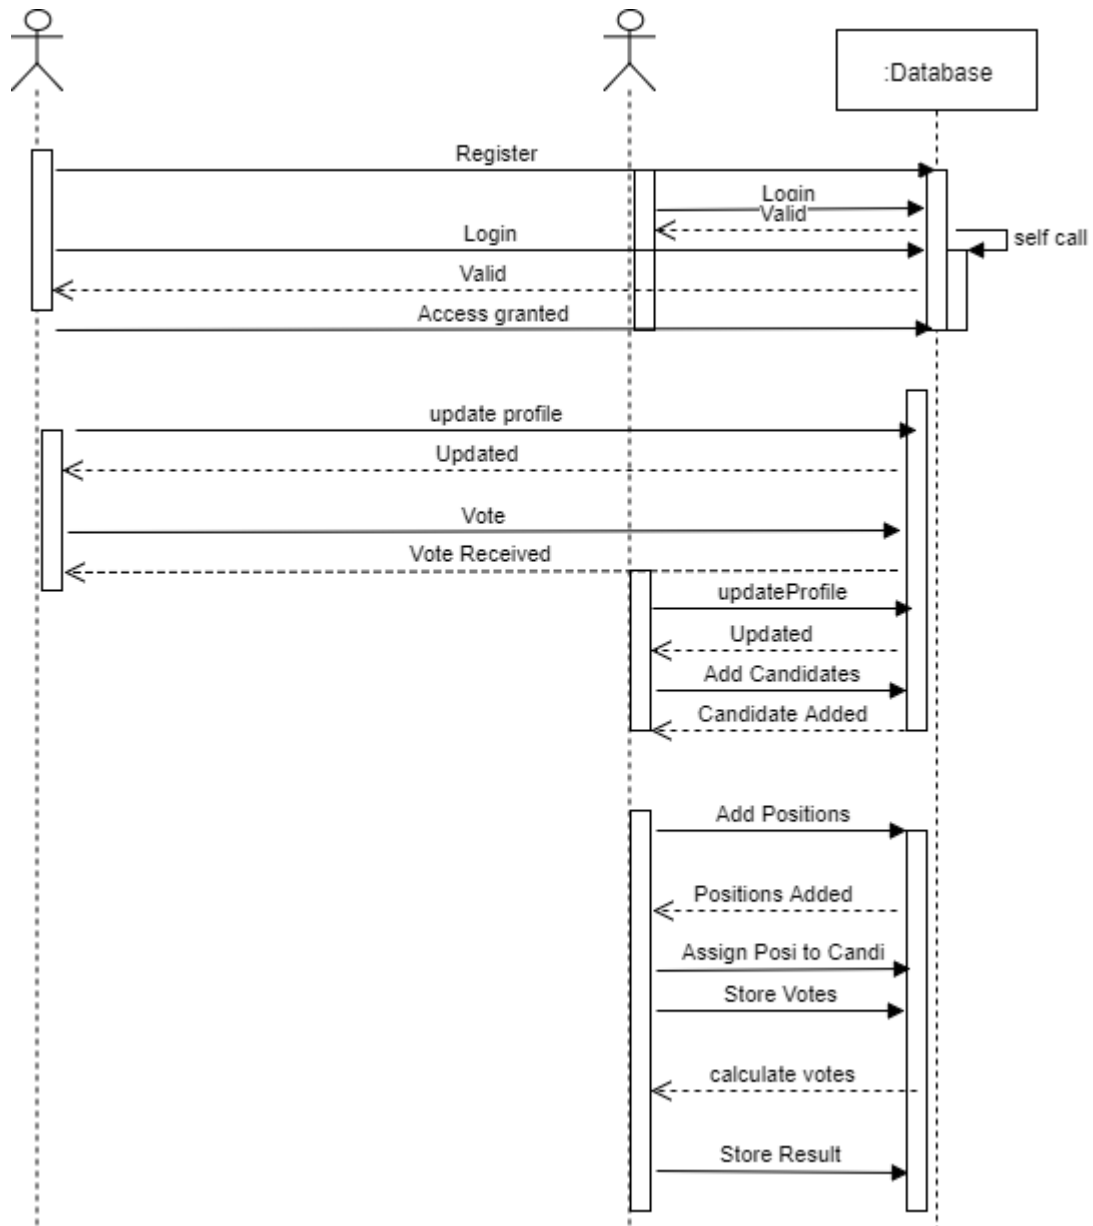 :Database
Register
Login
Valid
Login
self call
Valid
Access granted
update profile
Updated
Vote
Vote Received
updateProfile
Updated
Add Candidates
Candidate Added
Add Positions
Positions Added
Assign Posi to Candi
Store Votes
calculate votes
Store Result